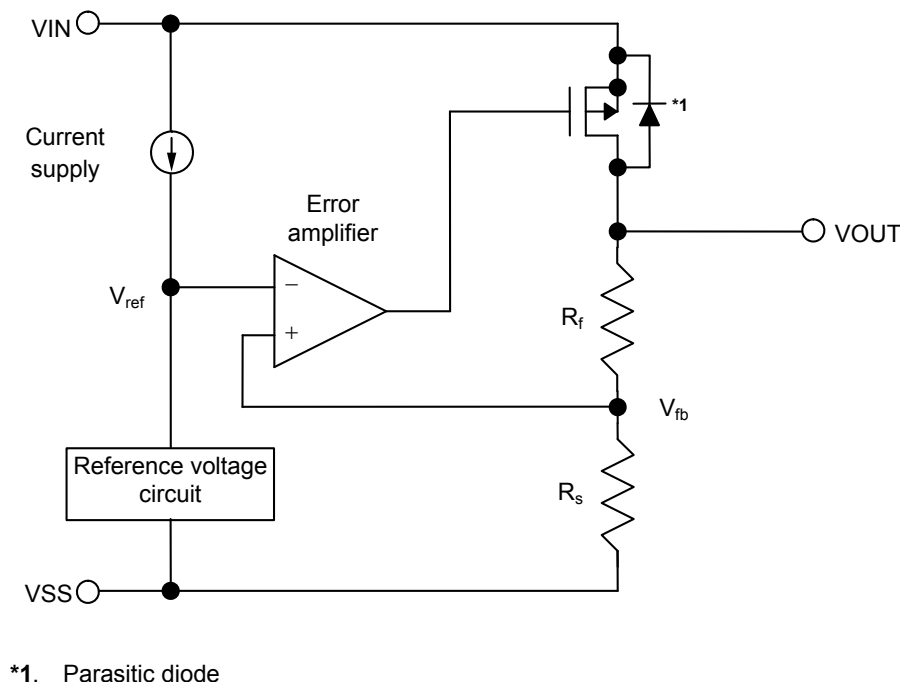 VIN
*1
Current
supply
Error
amplifier
VOUT
Vref
−
+
Rf
Vfb
Reference voltage
circuit
Rs
VSS
*1. Parasitic diode